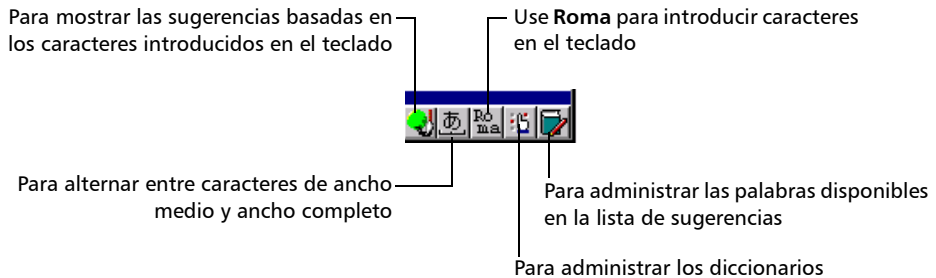 Para mostrar las sugerencias basadas en
los caracteres introducidos en el teclado
Use Roma para introducir caracteres
en el teclado
あ
Ro
ma
Para alternar entre caracteres de ancho
medio y ancho completo
Para administrar las palabras disponibles
en la lista de sugerencias
Para administrar los diccionarios